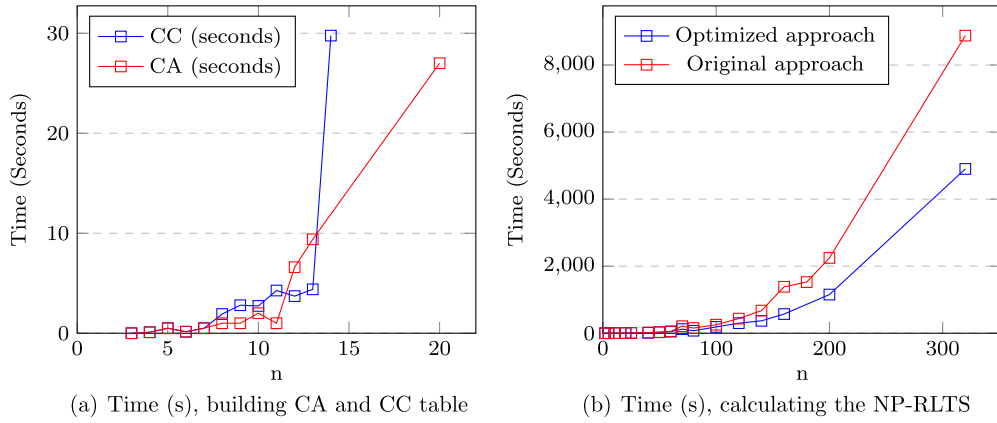 30
20
10
0
0
5
10
15
20
n
Time (Seconds)
CC (seconds)
CA (seconds)
(a) Time (s), building CA and CC table
8,000
6,000
4,000
2,000
0
0
100
200
300
n
Time (Seconds)
Optimized approach
Original approach
(b) Time (s), calculating the NP-RLTS